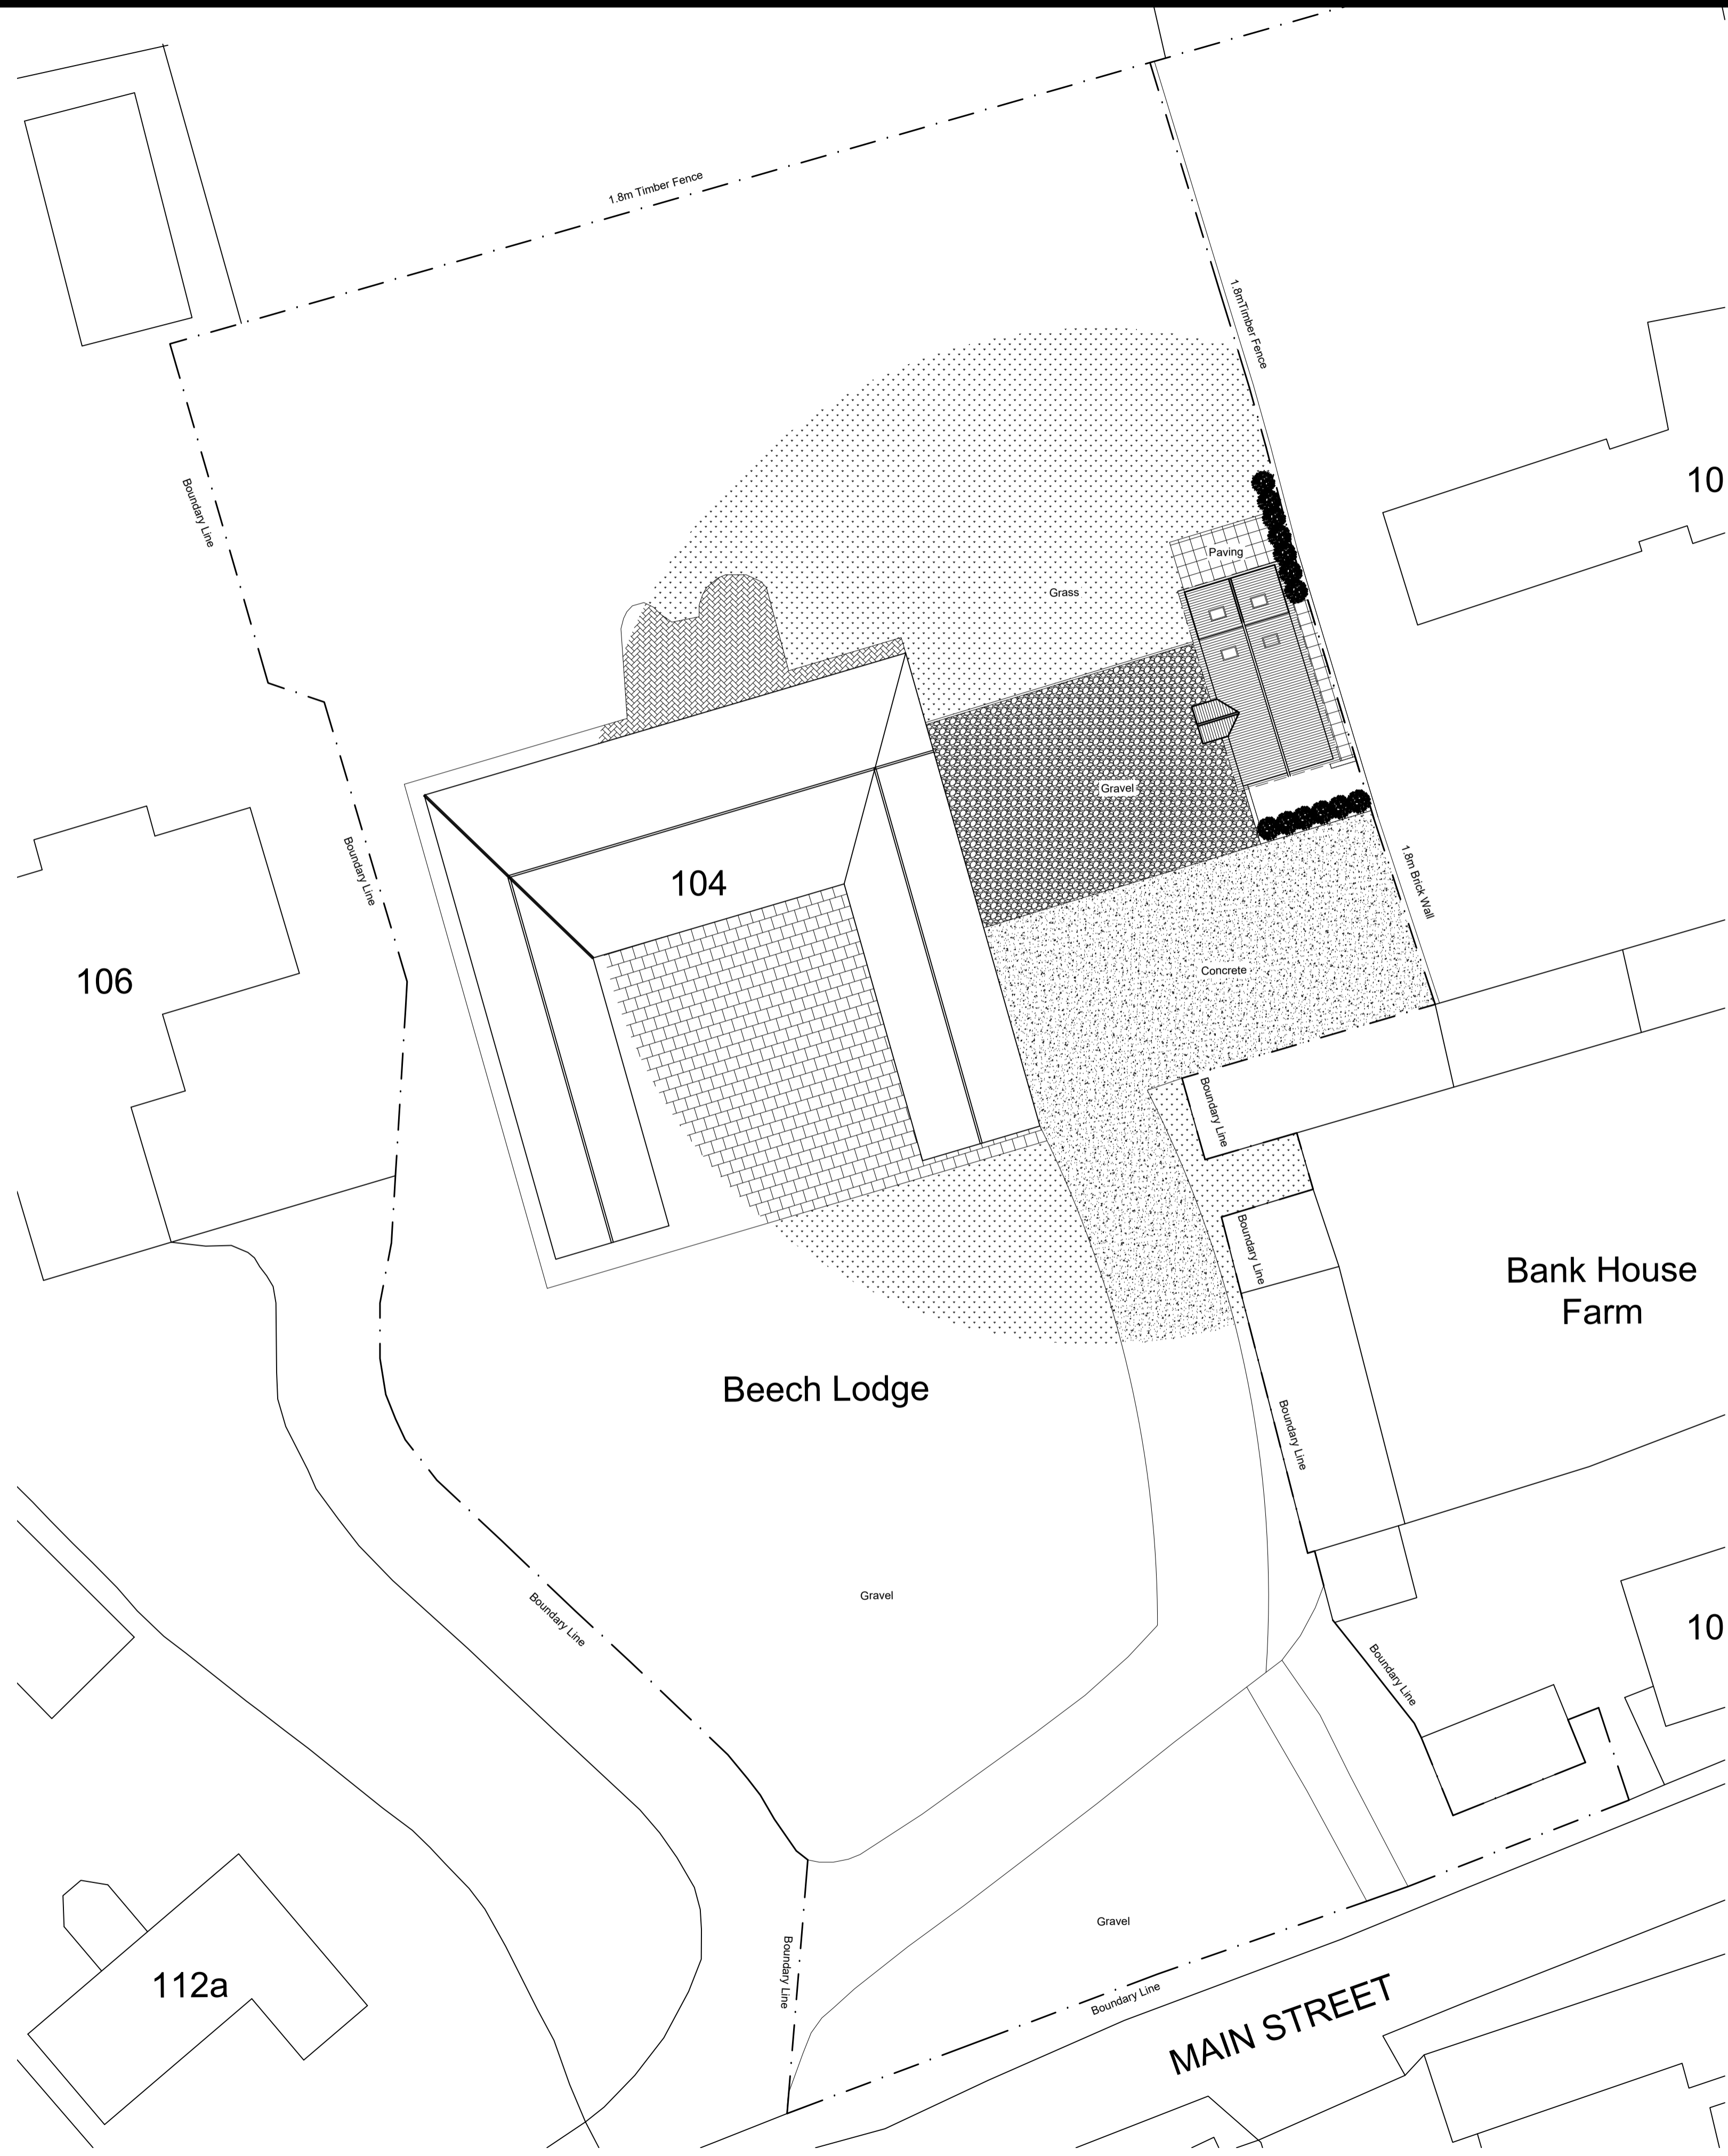 1.8m Timber Fence
1.8mTimber Fence
10
Boundary Line
Paving
Grass
Gravel
104
Boundary Line
1.8m Brick Wall
106
Concrete
Boundary Line
Boundary Line
Bank House
Farm
Beech Lodge
Boundary Line
Gravel
Boundary Line
10
Boundary Line
Gravel
Boundary Line
112a
Boundary Line
MAIN STREET